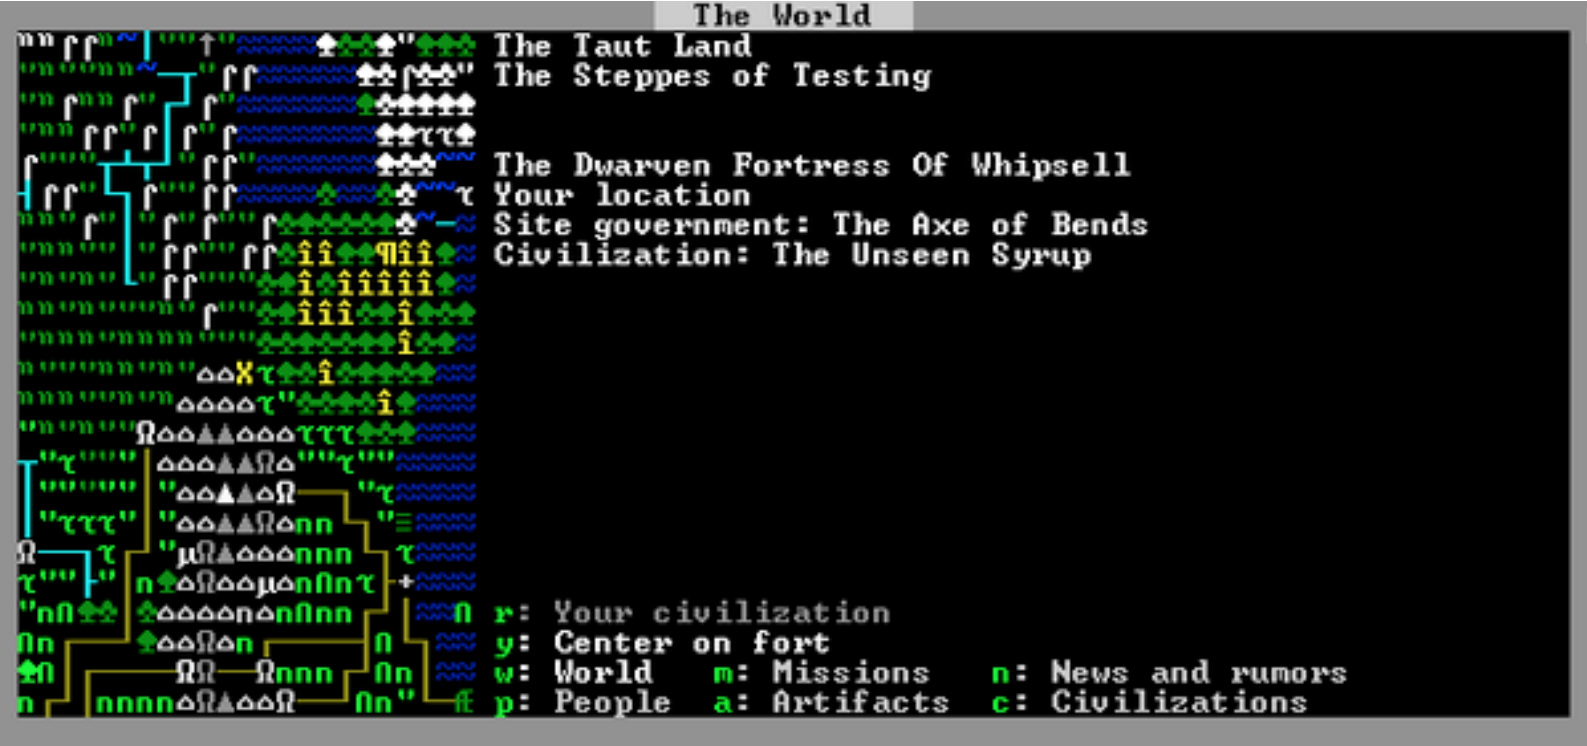 The World
The Taut Land
The Steppes of Testing
The Dwarven Fortress Of Whipsell
Your location
Site government: The Axe of Bends
Civilization: The Unseen Syrup
r: Your civilization
y: Center on fort
w: World m: Missions n: News and rumors
p: People a: Artifacts c: Civilizations